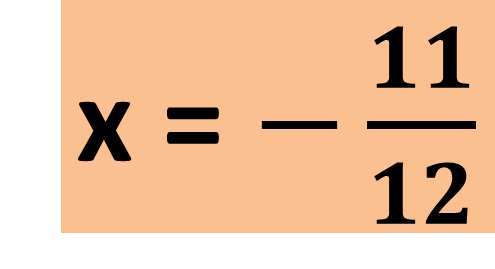 x = − 11/12